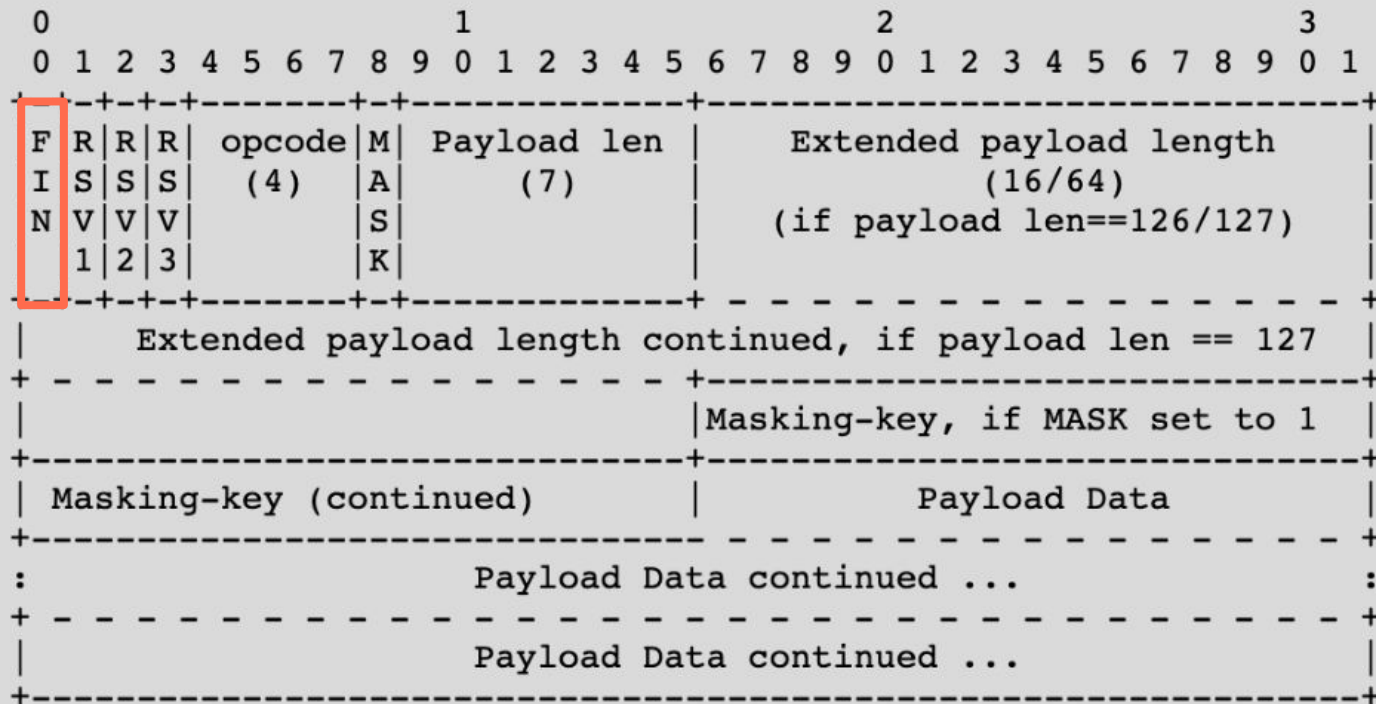 0 1 2 3
0 1 2 3 4 5 6 7 8 9 0 1 2 3 4 5 6 7 8 9 0 1 2 3 4 5 6 7 8 9 0 1
+-+-+-+-+-------+-+-------------+-------------------------------+
|F|R|R|R| opcode|M| Payload len | Extended payload length |
|I|S|S|S| (4) |A| (7) | (16/64) |
|N|V|V|V| |S| | (if payload len==126/127) |
| |1|2|3| |K| | |
+-+-+-+-+-------+-+-------------+ - - - - - - - - - - - - - - - +
| Extended payload length continued, if payload len == 127 |
+ - - - - - - - - - - - - - - - +-------------------------------+
| |Masking-key, if MASK set to 1 |
+-------------------------------+-------------------------------+
| Masking-key (continued) | Payload Data |
+-------------------------------- - - - - - - - - - - - - - - - +
: Payload Data continued ... :
+ - - - - - - - - - - - - - - - - - - - - - - - - - - - - - - - +
| Payload Data continued ... |
+---------------------------------------------------------------+